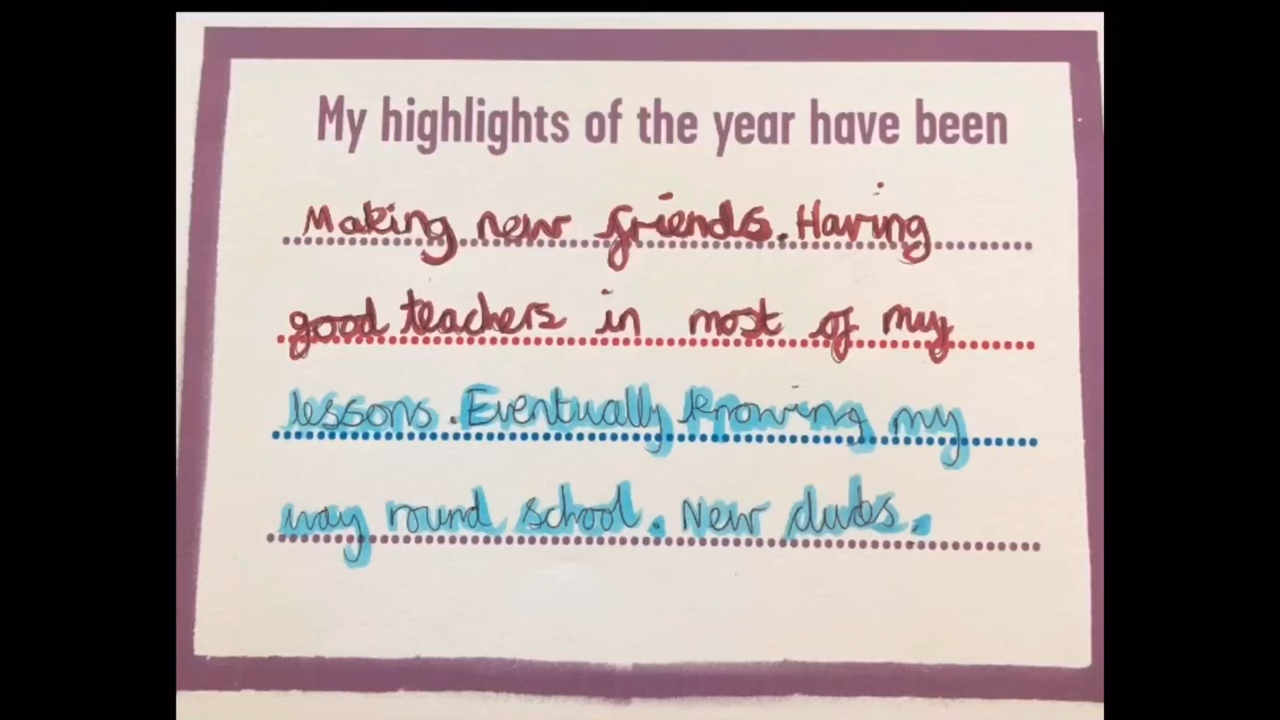 My highlights of the year have been
Making new friends. Having
good teachers in most of my
lessons. Eventually knowing my
way round school. New clubs.